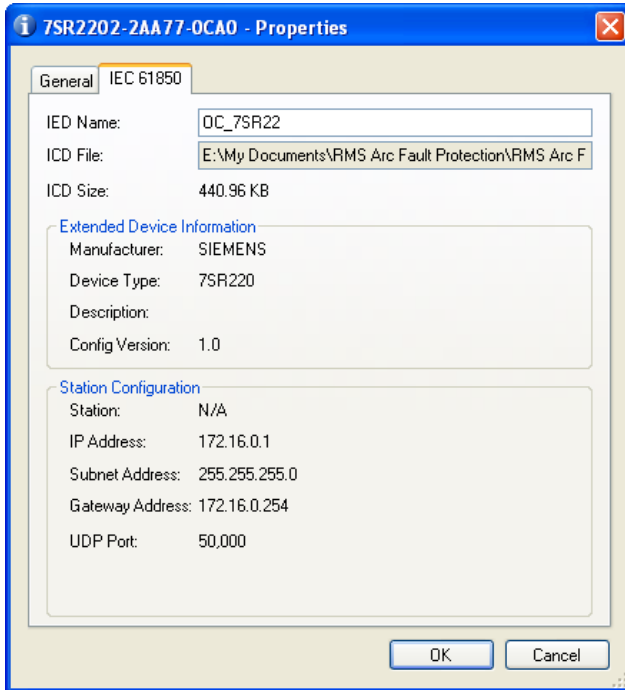 7SR2202-2AA77-0CA0 - Properties
General IEC 61850
IED Name: OC_7SR22
ICD File: E:\My Documents\RMS Arc Fault Protection\RMS Arc F
ICD Size: 440.96 KB
Extended Device Information
Manufacturer: SIEMENS
Device Type: 7SR220
Description:
Config Version: 1.0
Station Configuration
Station: N/A
IP Address: 172.16.0.1
Subnet Address: 255.255.255.0
Gateway Address: 172.16.0.254
UDP Port: 50,000
OK Cancel